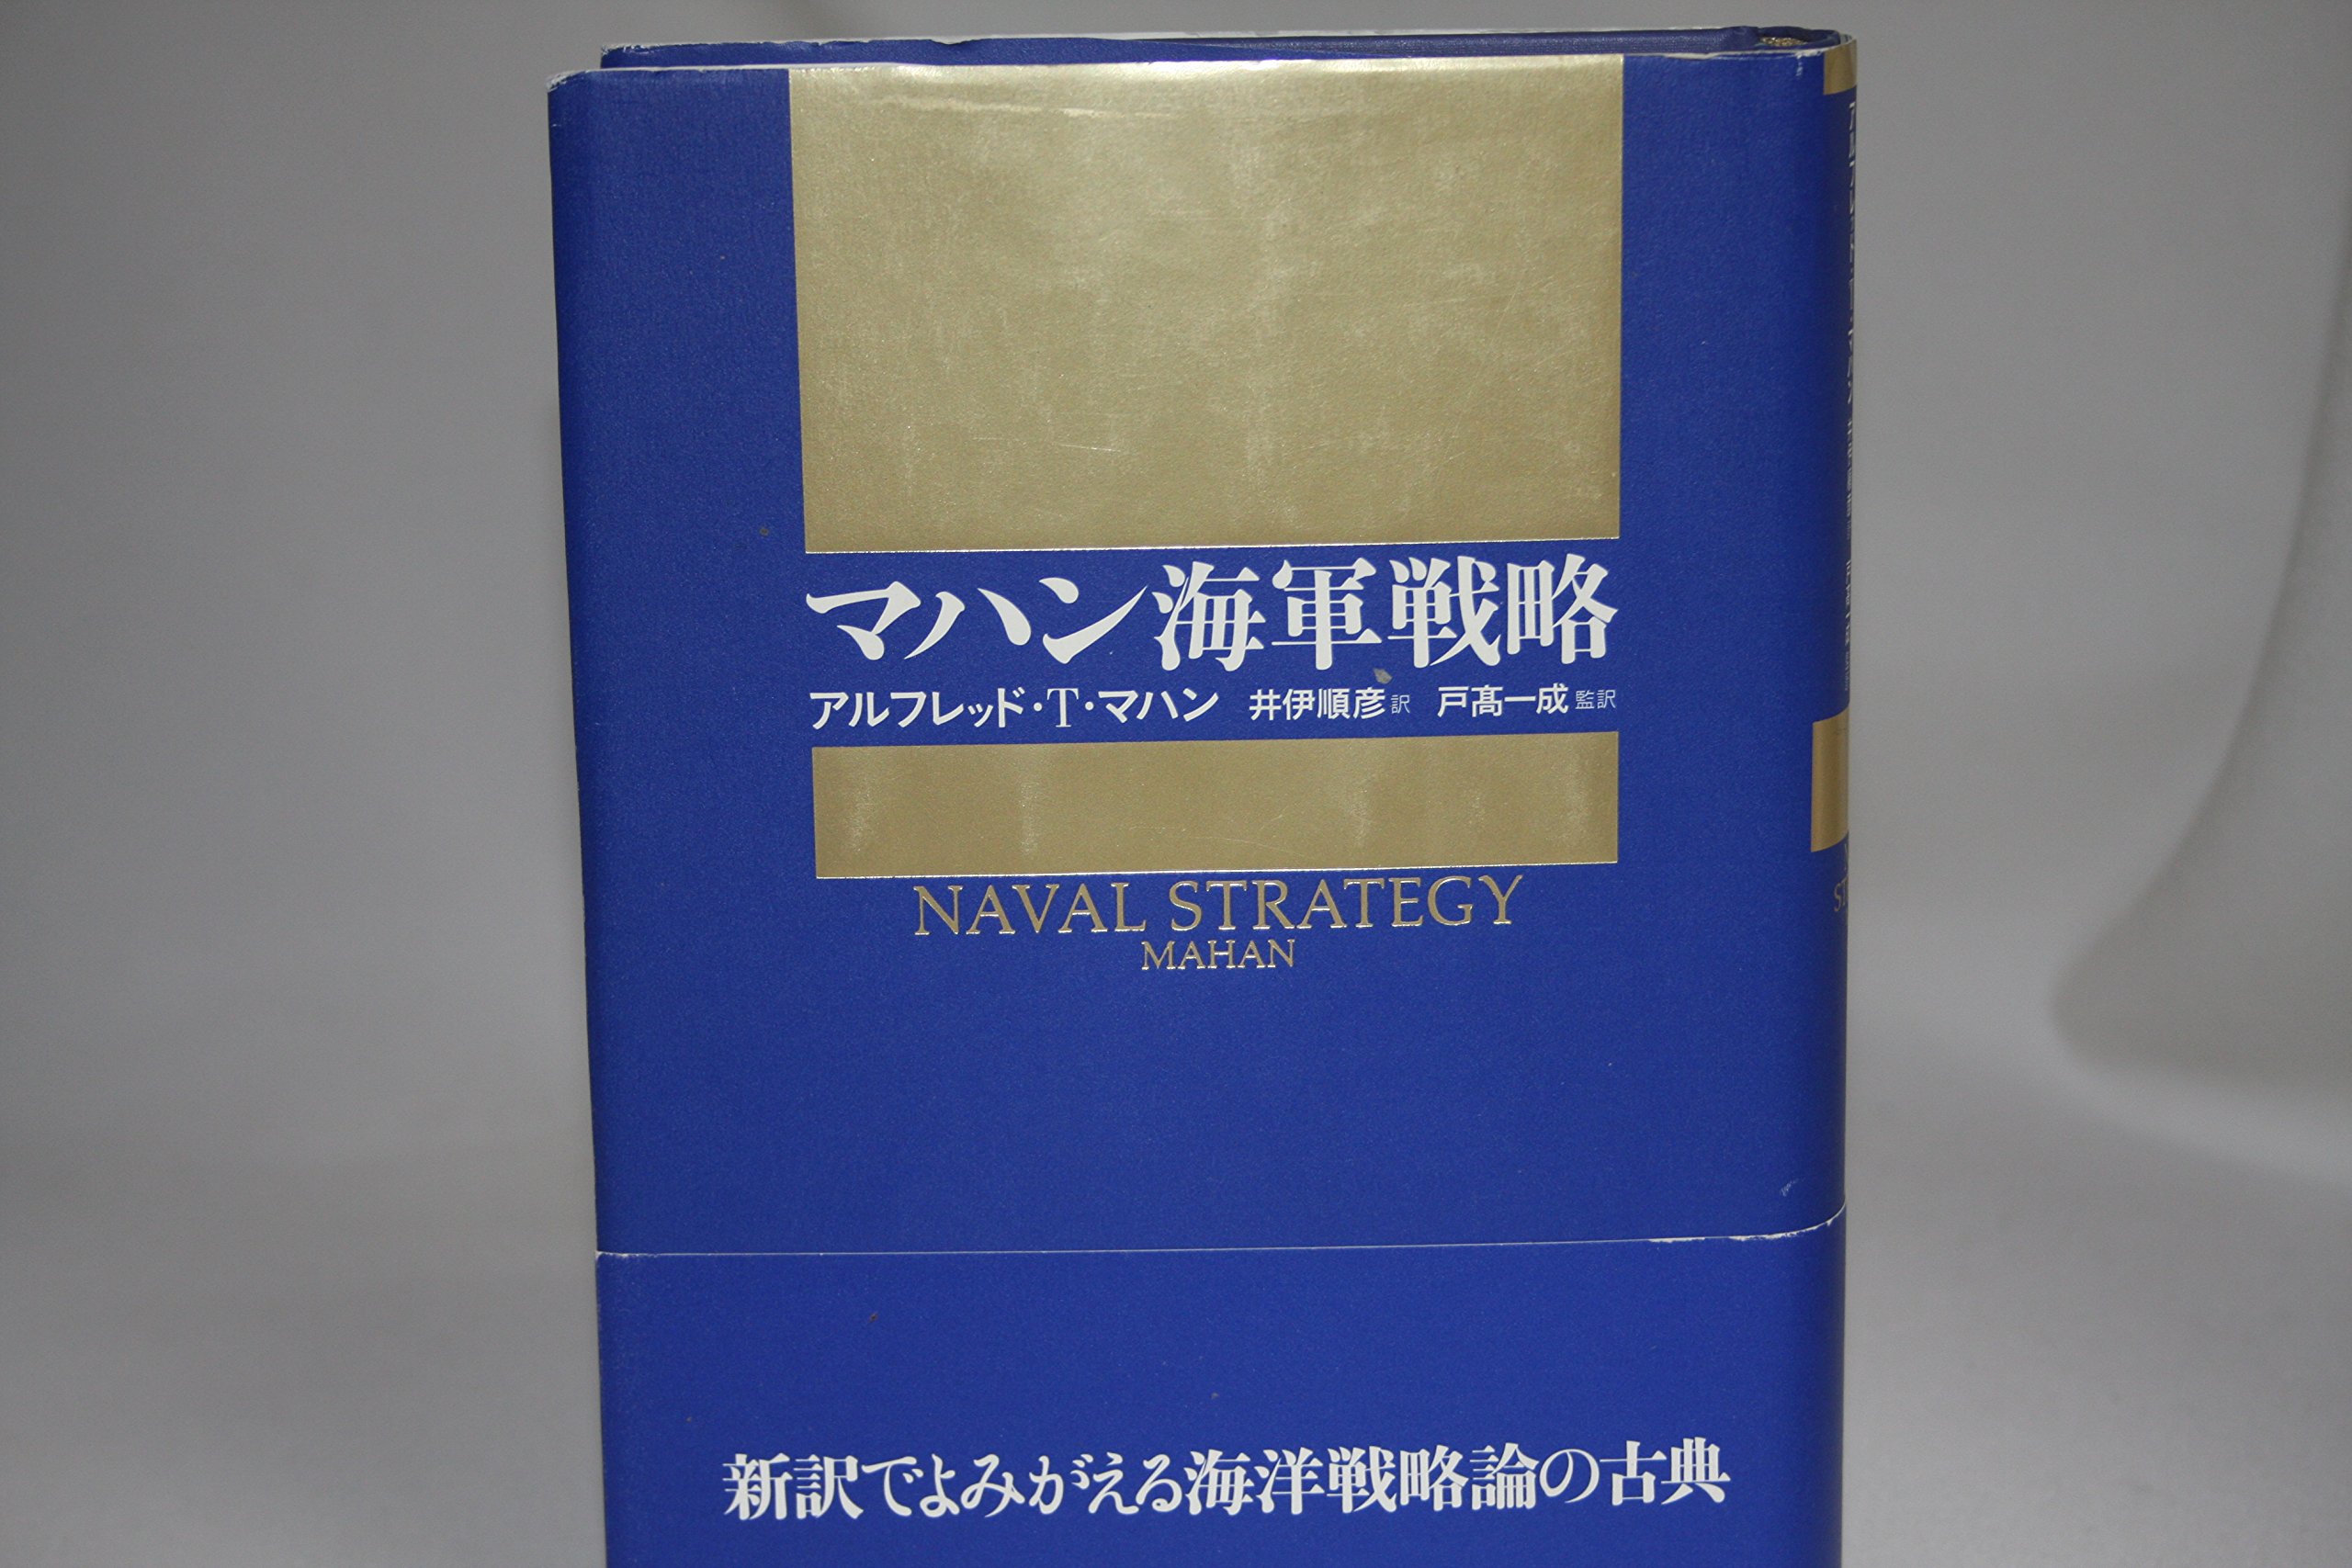 マハン海軍戦略
アルフレッド・T・マハン 井伊順彦 訳 戸髙一成 監訳
NAVAL STRATEGY
MAHAN
新訳でよみがえる海洋戦略論の古典